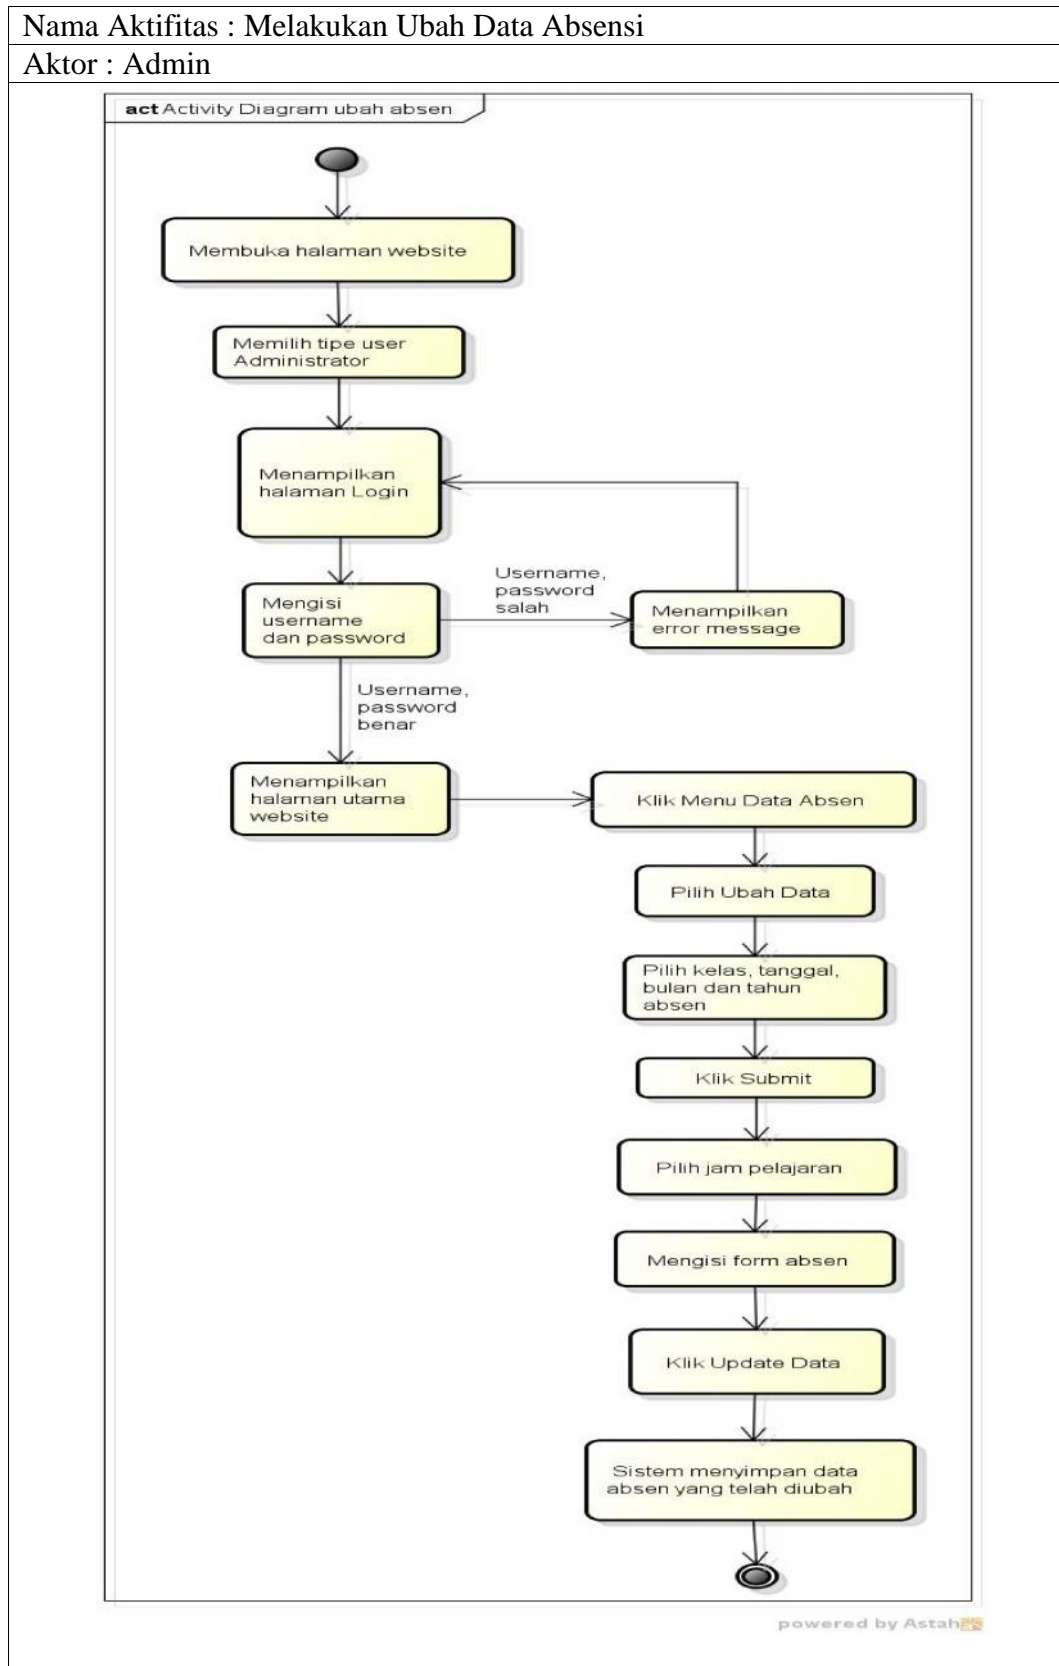 Nama Aktifitas : Melakukan Ubah Data Absensi
Aktor : Admin
act Activity Diagram ubah absen
Membuka halaman website
Memilih tipe user
Administrator
Menampilkan
halaman Login
Mengisi
username
dan password
Username,
password
salah
Menampilkan
error message
Username,
password
benar
Menampilkan
halaman utama
website
Klik Menu Data Absen
Pilih Ubah Data
Pilih kelas, tanggal,
bulan dan tahun
absen
Klik Submit
Pilih jam pelajaran
Mengisi form absen
Klik Update Data
Sistem menyimpan data
absen yang telah diubah
powered by Astah